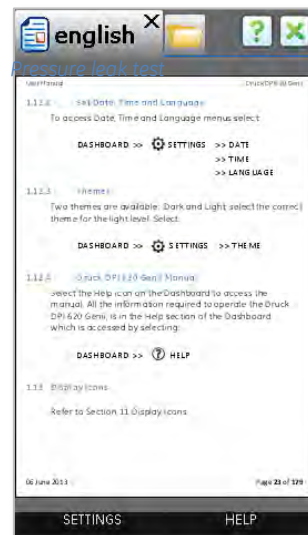 english
Pressure leak test
User Manual Druck DPI 620 Genii
Set Date, Time and Language
To access Date, Time and Language menus select
DASHBOARD >> SETTINGS >> DATE
>> TIME
>> LANGUAGE
1.12.3 Themes
Two themes are available: Dark and Light, select the correct
theme for the light level. Select:
DASHBOARD >> SETTINGS >> THEME
1.12.4 Druck DPI 620 Genii Manual
Select the Help icon on the Dashboard to access the
manual. All the information required to operate the Druck
DPI 620 Genii, is in the Help section of the Dashboard
which is accessed by selecting:
DASHBOARD >> ? HELP
1.13 Display Icons
Refer to Section 11 Display icons
06 June 2013 Page 23 of 179
SETTINGS HELP